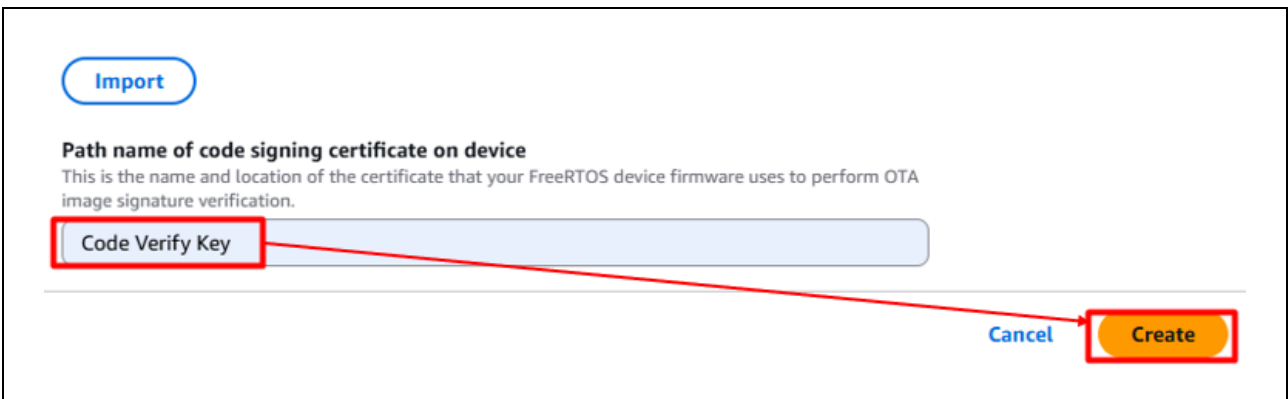 Import
Path name of code signing certificate on device
This is the name and location of the certificate that your FreeRTOS device firmware uses to perform OTA
image signature verification.
Code Verify Key
Cancel
Create